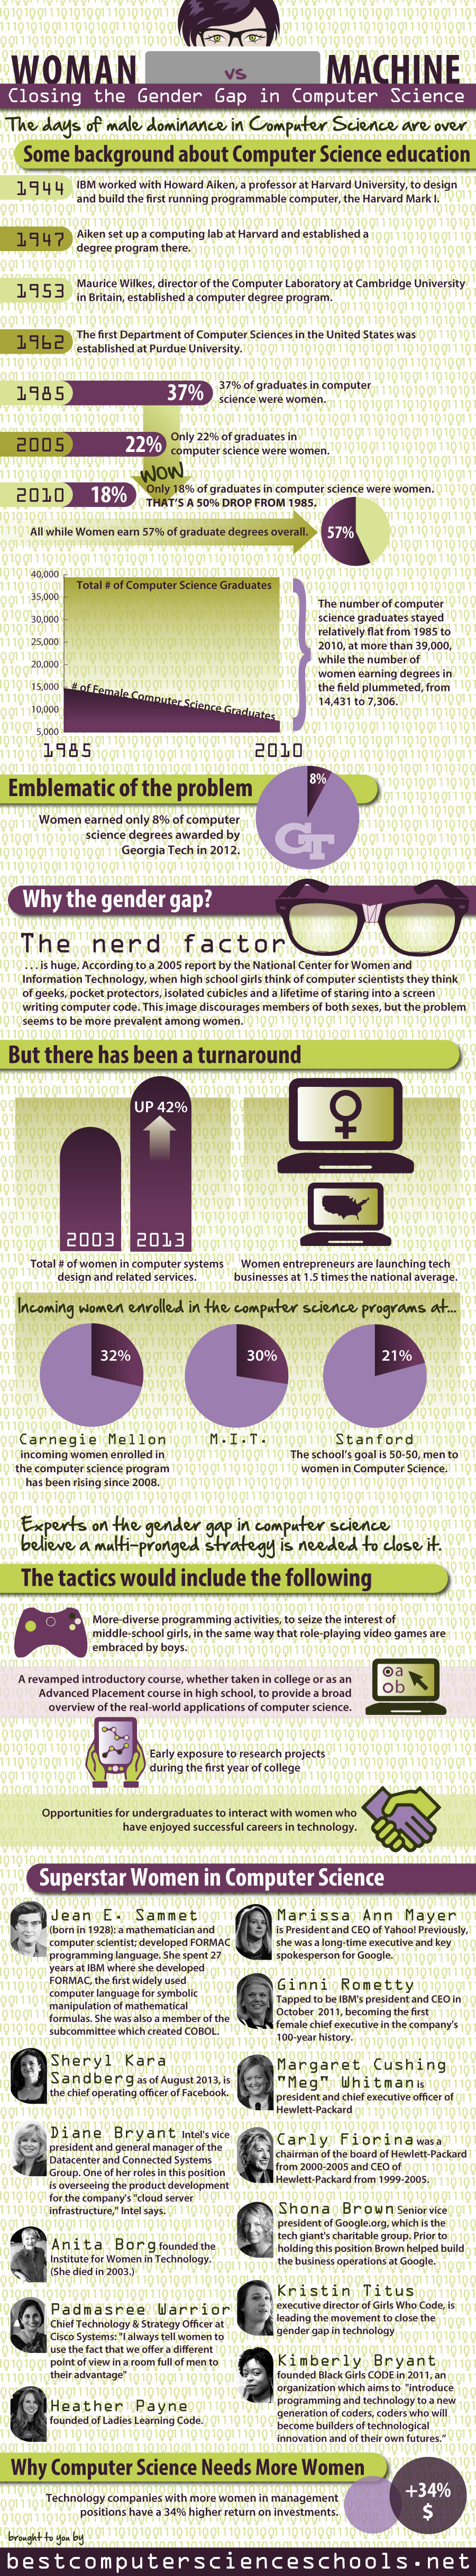 WOMAN vs MACHINE
Closing the Gender Gap in Computer Science
The days of male dominance in Computer Science are over
Some background about Computer Science education
1944
IBM worked with Howard Aiken, a professor at Harvard University, to design
and build the first running programmable computer, the Harvard Mark I.
1947
Aiken set up a computing lab at Harvard and established a
degree program there.
1953
Maurice Wilkes, director of the Computer Laboratory at Cambridge University
in Britain, established a computer degree program.
1962
The first Department of Computer Sciences in the United States was
established at Purdue University.
1985
37%
37% of graduates in computer
science were women.
2005
22%
Only 22% of graduates in
computer science were women.
WOW
2010
18%
Only 18% of graduates in computer science were women.
THAT'S A 50% DROP FROM 1985.
All while Women earn 57% of graduate degrees overall.
57%
40,000
35,000
30,000
25,000
20,000
15,000
10,000
5,000
Total # of Computer Science Graduates
# of Female Computer Science Graduates
1985
2010
The number of computer
science graduates stayed
relatively flat from 1985 to
2010, at more than 39,000,
while the number of
women earning degrees in
the field plummeted, from
14,431 to 7,306.
Emblematic of the problem
8%
GT
Women earned only 8% of computer
science degrees awarded by
Georgia Tech in 2012.
Why the gender gap?
The nerd factor
...is huge. According to a 2005 report by the National Center for Women and
Information Technology, when high school girls think of computer scientists they think
of geeks, pocket protectors, isolated cubicles and a lifetime of staring into a screen
writing computer code. This image discourages members of both sexes, but the problem
seems to be more prevalent among women.
But there has been a turnaround
UP 42%
2003
2013
Total # of women in computer systems
design and related services.
Women entrepreneurs are launching tech
businesses at 1.5 times the national average.
Incoming women enrolled in the computer science programs at...
32%
30%
21%
Carnegie Mellon
incoming women enrolled in
the computer science program
has been rising since 2008.
M.I.T.
Stanford
The school's goal is 50-50, men to
women in Computer Science.
Experts on the gender gap in computer science
believe a multi-pronged strategy is needed to close it.
The tactics would include the following
More-diverse programming activities, to seize the interest of
middle-school girls, in the same way that role-playing video games are
embraced by boys.
A revamped introductory course, whether taken in college or as an
Advanced Placement course in high school, to provide a broad
overview of the real-world applications of computer science.
a
b
Early exposure to research projects
during the first year of college
Opportunities for undergraduates to interact with women who
have enjoyed successful careers in technology.
Superstar Women in Computer Science
Jean E. Sammet
(born in 1928): a mathematician and
computer scientist; developed FORMAC
programming language. She spent 27
years at IBM where she developed
FORMAC, the first widely used
computer language for symbolic
manipulation of mathematical
formulas. She was also a member of the
subcommittee which created COBOL.
Sheryl Kara
Sandberg as of August 2013, is
the chief operating officer of Facebook.
Diane Bryant Intel's vice
president and general manager of the
Datacenter and Connected Systems
Group. One of her roles in this position
is overseeing the product development
for the company's "cloud server
infrastructure," Intel says.
Anita Borg founded the
Institute for Women in Technology.
(She died in 2003.)
Padmasree Warrior
Chief Technology & Strategy Officer at
Cisco Systems: "I always tell women to
use the fact that we offer a different
point of view in a room full of men to
their advantage"
Heather Payne
founded of Ladies Learning Code.
Marissa Ann Mayer
is President and CEO of Yahoo! Previously,
she was a long-time executive and key
spokesperson for Google.
Ginni Rometty
Tapped to be IBM's president and CEO in
October 2011, becoming the first
female chief executive in the company's
100-year history.
Margaret Cushing
"Meg" Whitman is
president and chief executive officer of
Hewlett-Packard
Carly Fiorina was a
chairman of the board of Hewlett-Packard
from 2000-2005 and CEO of
Hewlett-Packard from 1999-2005.
Shona Brown Senior vice
president of Google.org, which is the
tech giant's charitable group. Prior to
holding this position Brown helped build
the business operations at Google.
Kristin Titus
executive director of Girls Who Code, is
leading the movement to close the
gender gap in technology
Kimberly Bryant
founded Black Girls CODE in 2011, an
organization which aims to "introduce
programming and technology to a new
generation of coders, coders who will
become builders of technological
innovation and of their own futures."
Why Computer Science Needs More Women
Technology companies with more women in management
positions have a 34% higher return on investments.
+34%
$
brought to you by
bestcomputerscienceschools.net